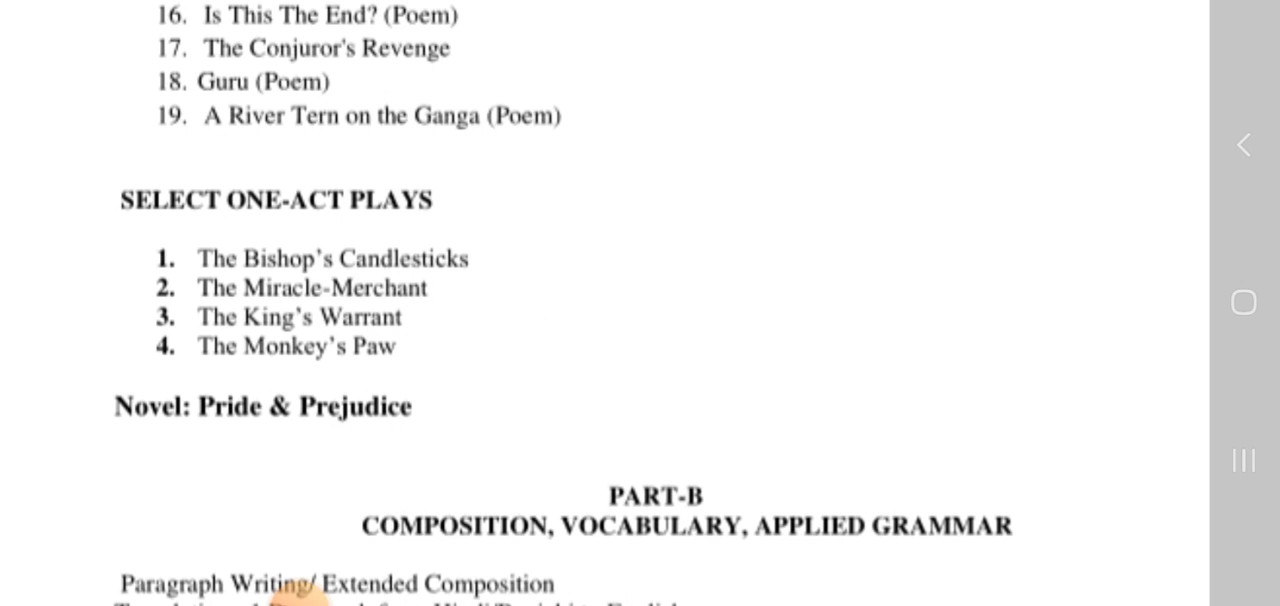 16. Is This The End? (Poem)
17. The Conjuror's Revenge
18. Guru (Poem)
19. A River Tern on the Ganga (Poem)
SELECT ONE-ACT PLAYS
1. The Bishop's Candlesticks
2. The Miracle-Merchant
3. The King's Warrant
4. The Monkey's Paw
Novel: Pride & Prejudice
PART-B
COMPOSITION, VOCABULARY, APPLIED GRAMMAR
Paragraph Writing/ Extended Composition